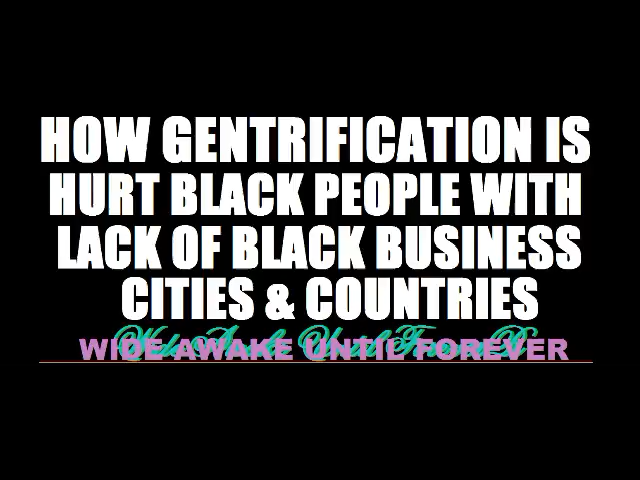 HOW GENTRIFICATION IS
HURT BLACK PEOPLE WITH
LACK OF BLACK BUSINESS
CITIES & COUNTRIES
WIDE AWAKE UNTIL FOREVER